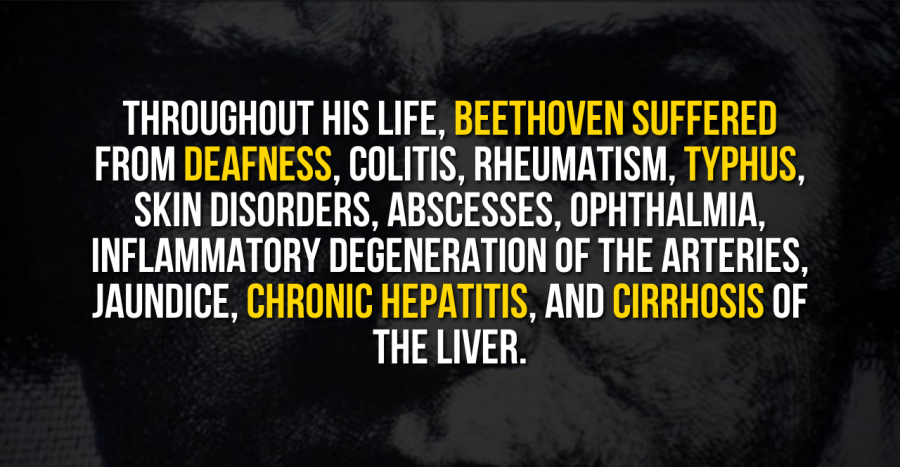 THROUGHOUT HIS LIFE, BEETHOVEN SUFFERED
FROM DEAFNESS, COLITIS, RHEUMATISM, TYPHUS,
SKIN DISORDERS, ABSCESSES, OPHTHALMIA,
INFLAMMATORY DEGENERATION OF THE ARTERIES,
JAUNDICE, CHRONIC HEPATITIS, AND CIRRHOSIS OF
THE LIVER.